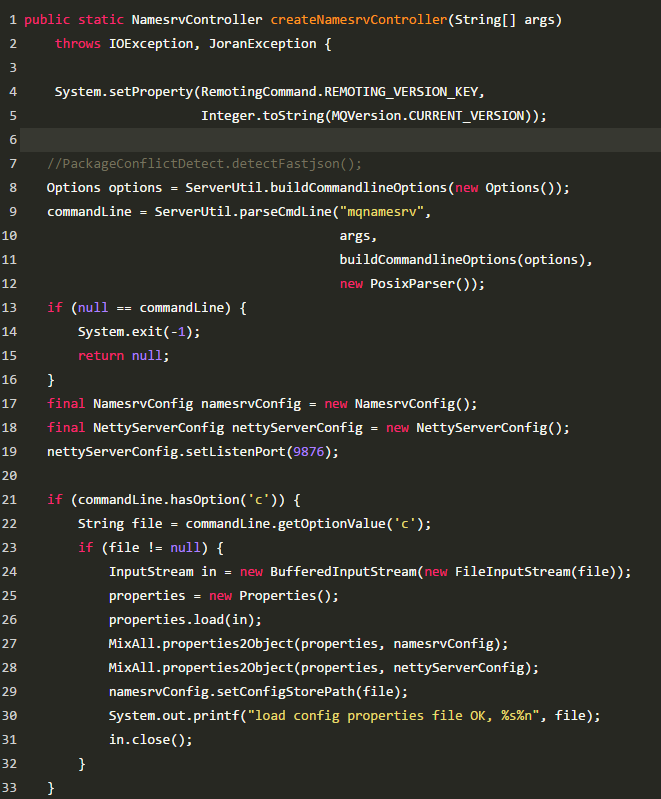 1 public static NamesrvController createNamesrvController(String[] args)
2     throws IOException, JoranException {
3
4     System.setProperty(RemotingCommand.REMOTING_VERSION_KEY,
5                        Integer.toString(MQVersion.CURRENT_VERSION));
6
7    //PackageConflictDetect.detectFastjson();
8    Options options = ServerUtil.buildCommandlineOptions(new Options());
9    commandLine = ServerUtil.parseCmdLine("mqnamesrv",
10                                         args,
11                                         buildCommandlineOptions(options),
12                                         new PosixParser());
13   if (null == commandLine) {
14       System.exit(-1);
15       return null;
16   }
17   final NamesrvConfig namesrvConfig = new NamesrvConfig();
18   final NettyServerConfig nettyServerConfig = new NettyServerConfig();
19   nettyServerConfig.setListenPort(9876);
20
21   if (commandLine.hasOption('c')) {
22       String file = commandLine.getOptionValue('c');
23       if (file != null) {
24           InputStream in = new BufferedInputStream(new FileInputStream(file));
25           properties = new Properties();
26           properties.load(in);
27           MixAll.properties2Object(properties, namesrvConfig);
28           MixAll.properties2Object(properties, nettyServerConfig);
29           namesrvConfig.setConfigStorePath(file);
30           System.out.printf("load config properties file OK, %s%n", file);
31           in.close();
32       }
33   }